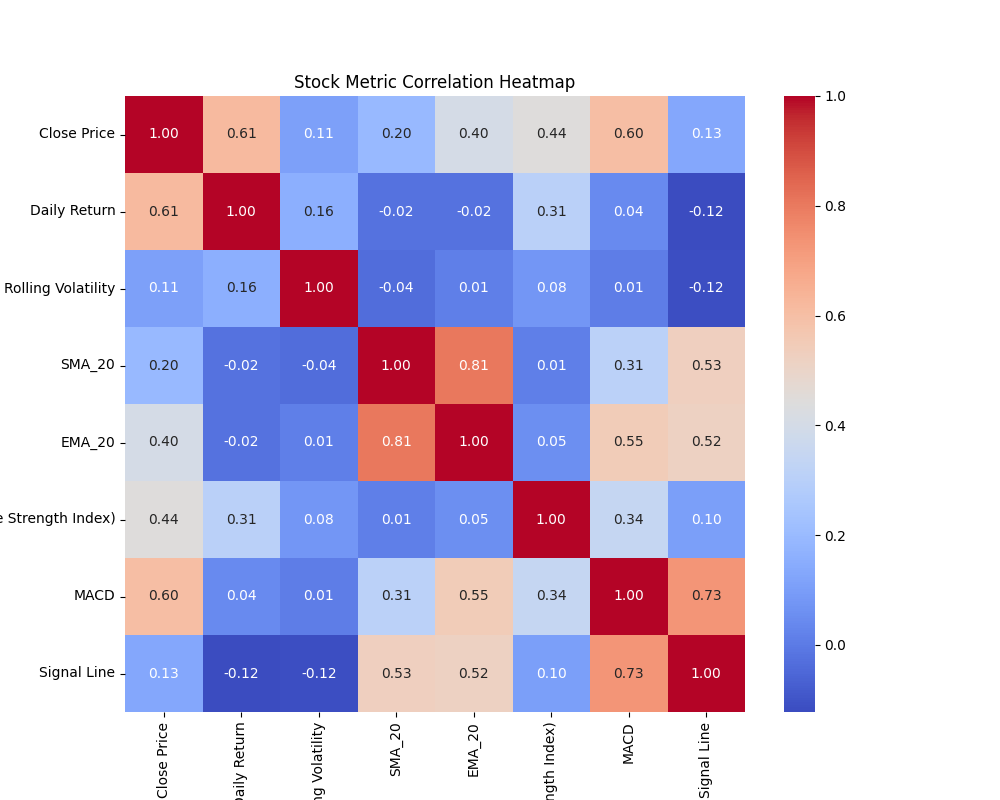 Stock Metric Correlation Heatmap
Close Price 1.00 0.61 0.11 0.20 0.40 0.44 0.60 0.13
Daily Return 0.61 1.00 0.16 -0.02 -0.02 0.31 0.04 -0.12
Rolling Volatility 0.11 0.16 1.00 -0.04 0.01 0.08 0.01 -0.12
SMA_20 0.20 -0.02 -0.04 1.00 0.81 0.01 0.31 0.53
EMA_20 0.40 -0.02 0.01 0.81 1.00 0.05 0.55 0.52
e Strength Index) 0.44 0.31 0.08 0.01 0.05 1.00 0.34 0.10
MACD 0.60 0.04 0.01 0.31 0.55 0.34 1.00 0.73
Signal Line 0.13 -0.12 -0.12 0.53 0.52 0.10 0.73 1.00
Close Price
Daily Return
ng Volatility
SMA_20
EMA_20
ngth Index)
MACD
Signal Line
1.0
0.8
0.6
0.4
0.2
0.0